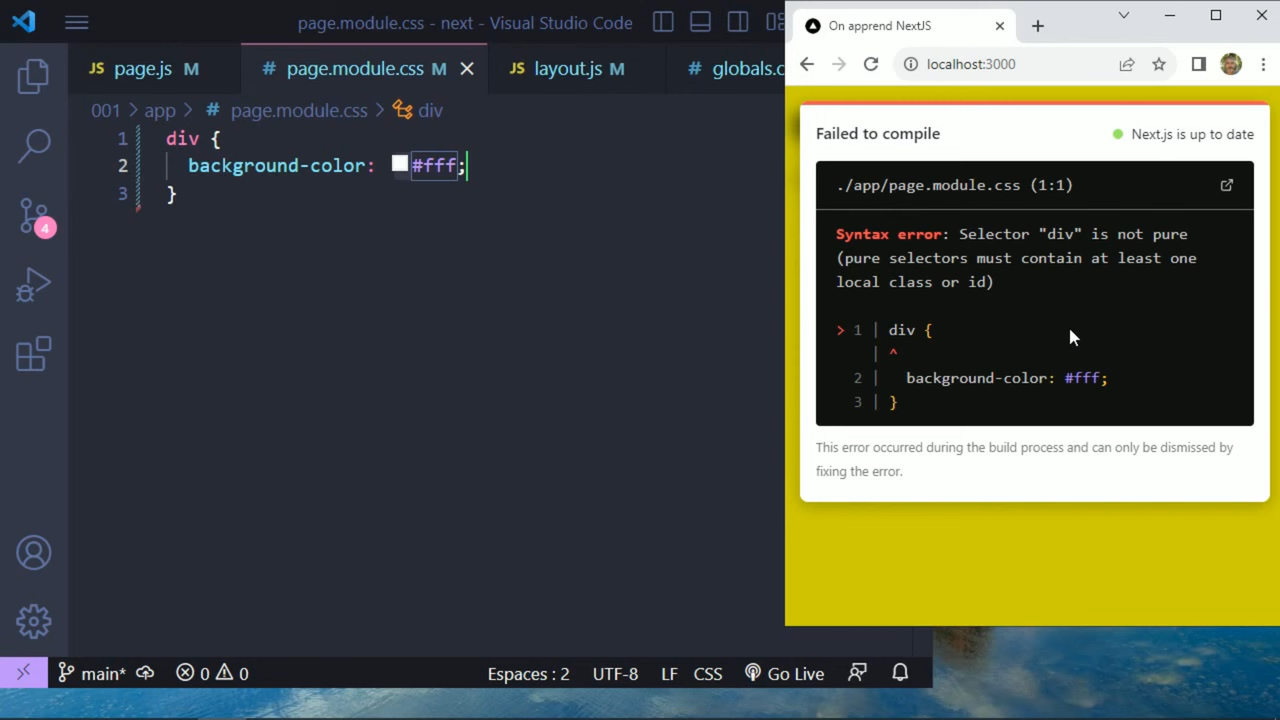 page.module.css - next - Visual Studio Code
JS page.js M
# page.module.css M
JS layout.js M
# globals.c
001 > app > # page.module.css > div
1 div {
2 background-color: #fff;
3 }
4
main*
0 0
Espaces : 2
UTF-8
LF
CSS
Go Live
On apprend NextJS
localhost:3000
Failed to compile
Next.js is up to date
./app/page.module.css (1:1)
Syntax error: Selector "div" is not pure
(pure selectors must contain at least one
local class or id)
> 1 | div {
| ^
2 | background-color: #fff;
3 | }
This error occurred during the build process and can only be dismissed by
fixing the error.